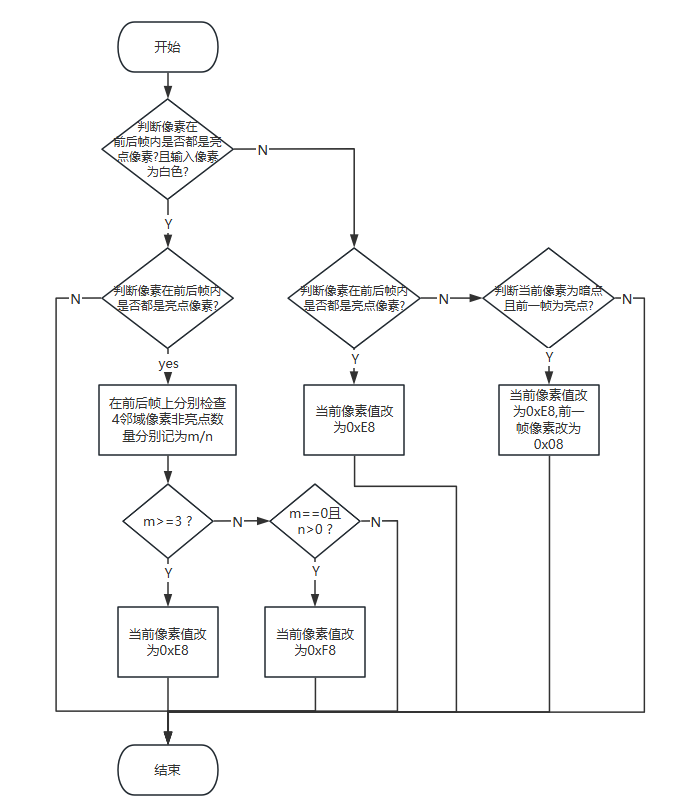 开始
判断像素在
前后帧内是否都是亮
点像素?且输入像素
为白色?
N
Y
判断像素在前后帧内
是否都是亮点像素?
N
yes
判断像素在前后帧内
是否都是亮点像素?
N
Y
判断当前像素为暗点
且前一帧为亮点?
N
Y
在前后帧上分别检查
4邻域像素非亮点数
量分别记为m/n
当前像素值改
为0xE8
当前像素值改
为0xE8,前一
帧像素改为
0x08
m>=3 ?
N
Y
m==0且
n>0 ?
N
Y
当前像素值改
为0xE8
当前像素值改
为0xF8
结束